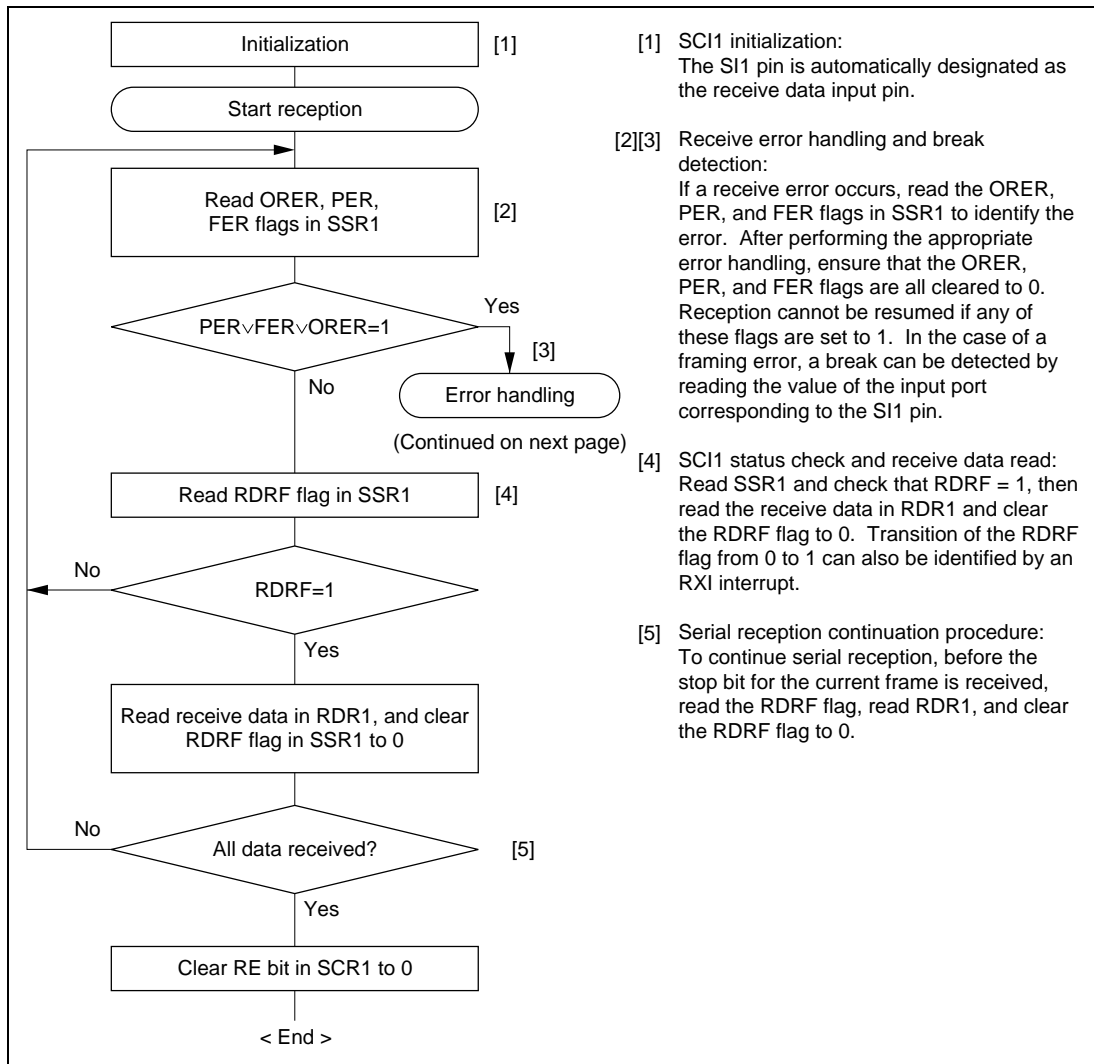 Initialization
[1]
Start reception
Read ORER, PER,
FER flags in SSR1
[2]
PER∨FER∨ORER=1
Yes
[3]
No
Error handling
(Continued on next page)
Read RDRF flag in SSR1
[4]
No
RDRF=1
Yes
Read receive data in RDR1, and clear
RDRF flag in SSR1 to 0
No
All data received?
[5]
Yes
Clear RE bit in SCR1 to 0
< End >
[1] SCI1 initialization:
The SI1 pin is automatically designated as
the receive data input pin.
[2][3] Receive error handling and break
detection:
If a receive error occurs, read the ORER,
PER, and FER flags in SSR1 to identify the
error. After performing the appropriate
error handling, ensure that the ORER,
PER, and FER flags are all cleared to 0.
Reception cannot be resumed if any of
these flags are set to 1. In the case of a
framing error, a break can be detected by
reading the value of the input port
corresponding to the SI1 pin.
[4] SCI1 status check and receive data read:
Read SSR1 and check that RDRF = 1, then
read the receive data in RDR1 and clear
the RDRF flag to 0. Transition of the RDRF
flag from 0 to 1 can also be identified by an
RXI interrupt.
[5] Serial reception continuation procedure:
To continue serial reception, before the
stop bit for the current frame is received,
read the RDRF flag, read RDR1, and clear
the RDRF flag to 0.